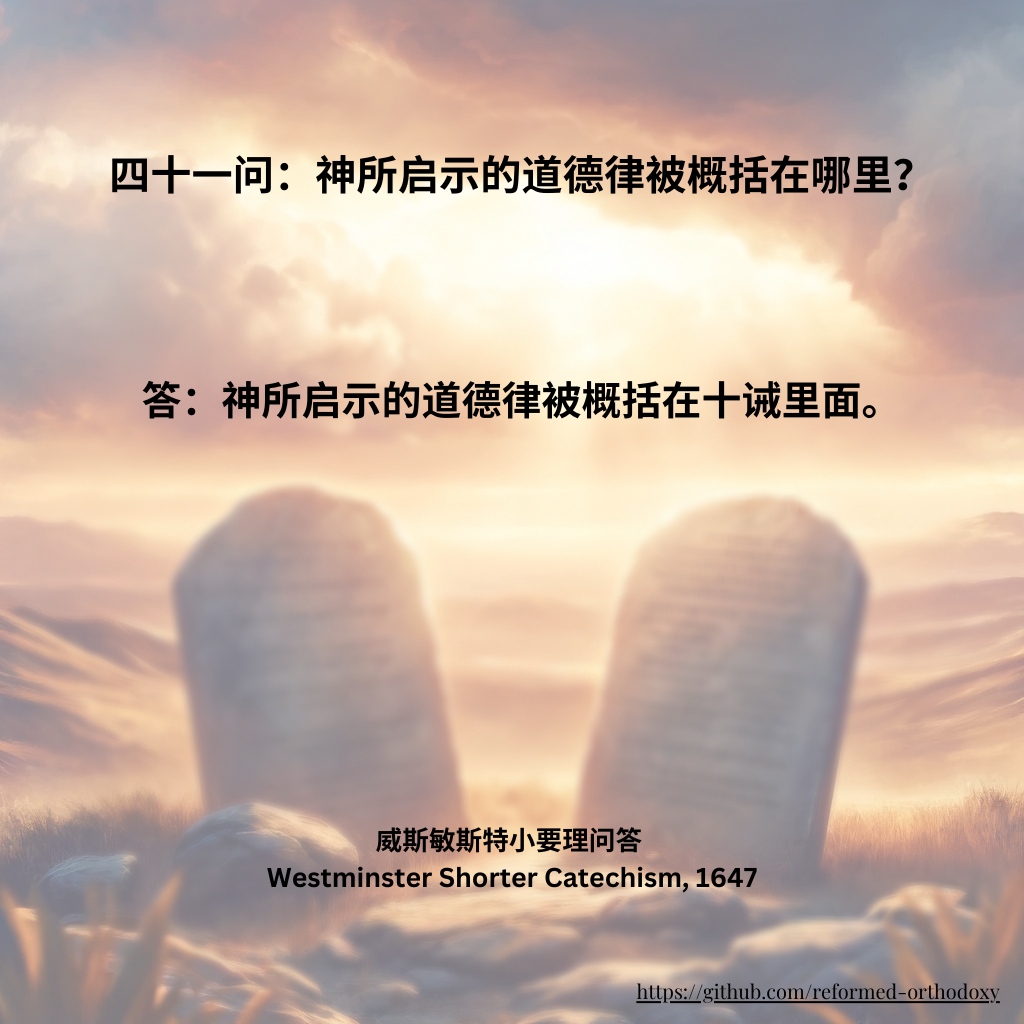 四十一问：神所启示的道德律被概括在哪里？
答：神所启示的道德律被概括在十诫里面。
威斯敏斯特小要理问答
Westminster Shorter Catechism, 1647
https://github.com/reformed-orthodoxy